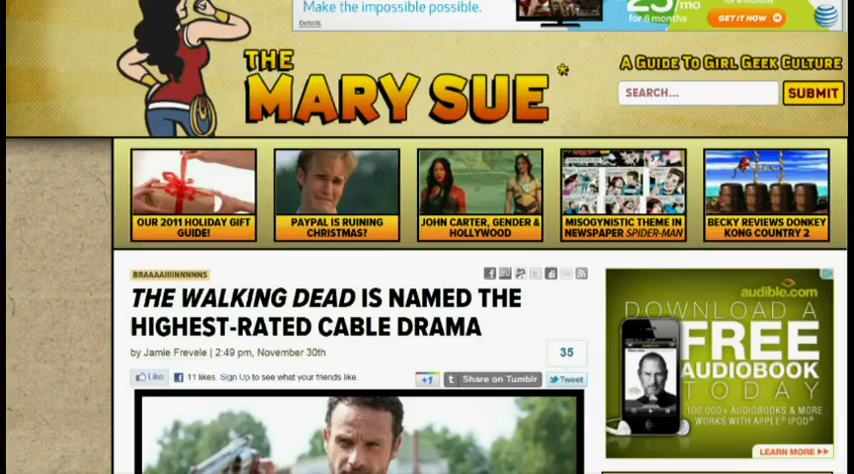 Make the impossible possible.
Details
25 /mo
for 6 months
GET IT NOW
at&t
THE
MARY SUE*
A GUIDE TO GIRL GEEK CULTURE
SEARCH...
SUBMIT
OUR 2011 HOLIDAY GIFT
GUIDE!
PAYPAL IS RUINING
CHRISTMAS?
JOHN CARTER, GENDER &
HOLLYWOOD
MISOGYNISTIC THEME IN
NEWSPAPER SPIDER-MAN
BECKY REVIEWS DONKEY
KONG COUNTRY 2
BRAAAAIIIINNNNNS
THE WALKING DEAD IS NAMED THE
HIGHEST-RATED CABLE DRAMA
by Jamie Frevele | 2:49 pm, November 30th
35
Like
11 likes. Sign Up to see what your friends like.
+1
t Share on Tumblr
Tweet
audible.com
DOWNLOAD A
FREE
AUDIOBOOK
TODAY
100,000+ AUDIOBOOKS & MORE
WORKS WITH APPLE® IPOD®
LEARN MORE